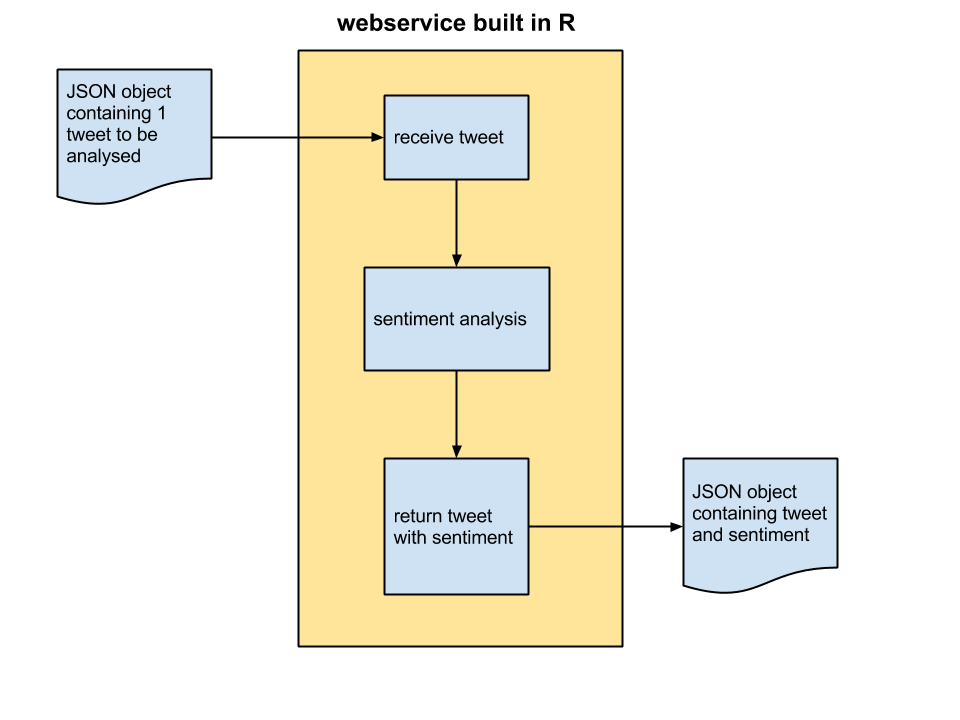 webservice built in R
JSON object
containing 1
tweet to be
analysed
receive tweet
sentiment analysis
return tweet
with sentiment
JSON object
containing tweet
and sentiment